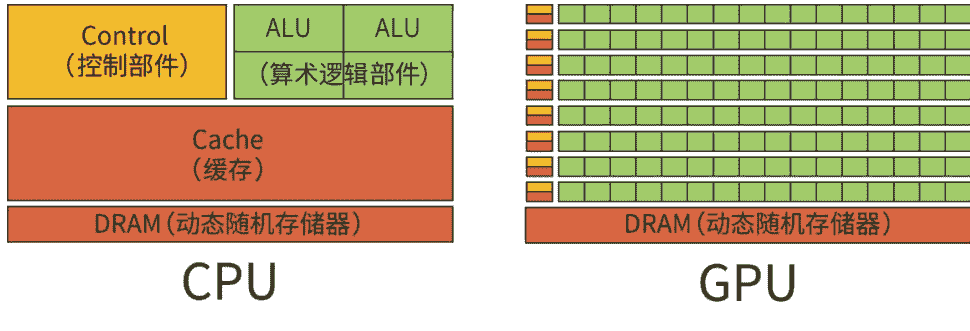 Control
（控制部件）
ALU
ALU
（算术逻辑部件）
Cache
（缓存）
DRAM（动态随机存储器）
CPU
DRAM（动态随机存储器）
GPU